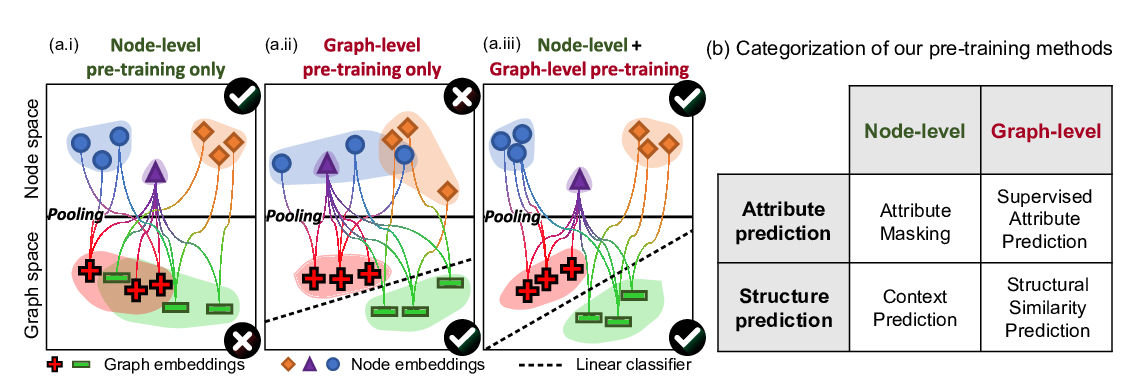 (a.i) Node-level
pre-training only
(a.ii) Graph-level
pre-training only
(a.iii) Node-level +
Graph-level pre-training
Node space
Graph space
Pooling
Pooling
Pooling
Graph embeddings
Node embeddings
Linear classifier
(b) Categorization of our pre-training methods
Node-level
Graph-level
Attribute
prediction
Attribute
Masking
Supervised
Attribute
Prediction
Structure
prediction
Context
Prediction
Structural
Similarity
Prediction